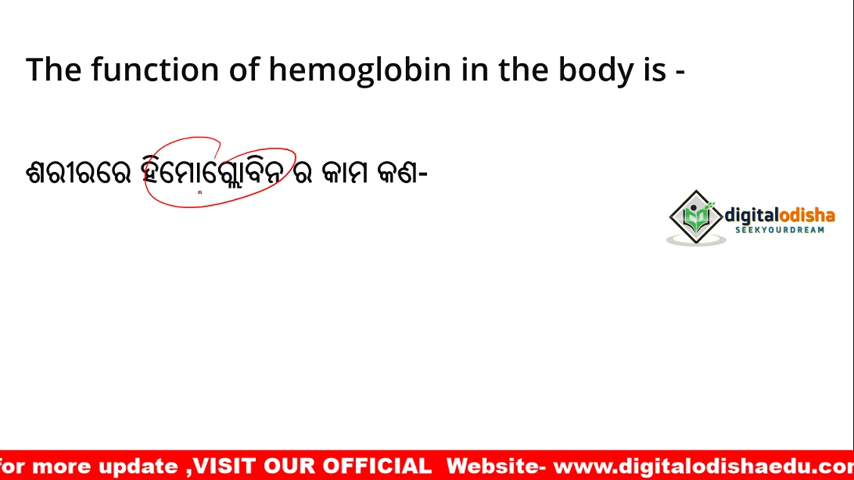 The function of hemoglobin in the body is -
ଶରୀରରେ ହିମୋଗ୍ଲୋବିନ ର କାମ କଣ-
digitalodisha
SEEKYOURDREAM
for more update ,VISIT OUR OFFICIAL Website- www.digitalodishaedu.com